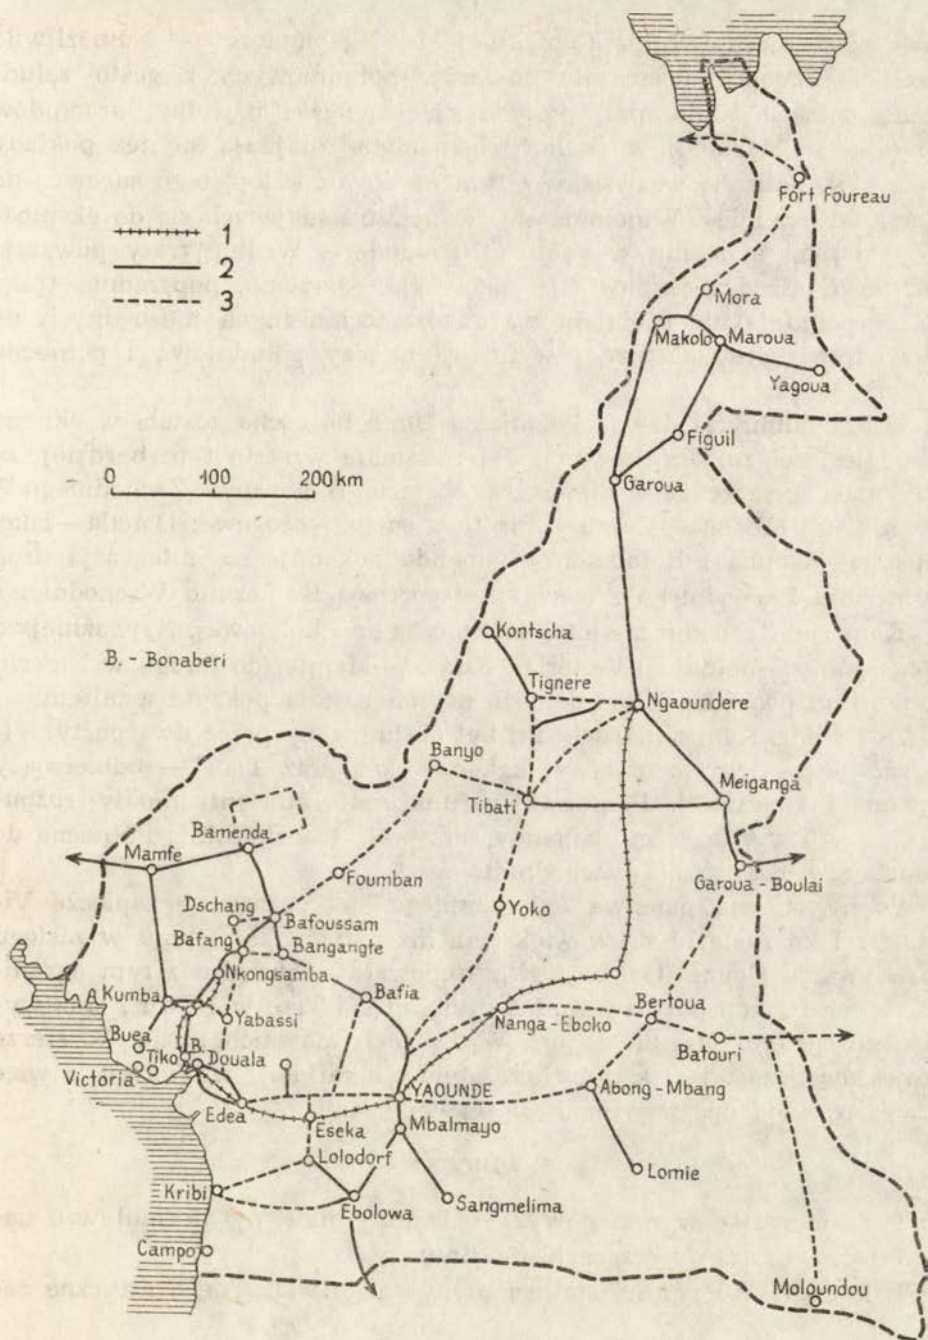 Fort Foureau
1
2
3
Mora
Makolo
Maroua
Yagoua
Figuil
Garoua
0 100 200 km
Kontscha
B. - Bonaberi
Tignere
Ngaoundere
Banyo
Meiganga
Tibati
Bamenda
Mamfe
Foumban
Garoua - Boulai
Dschang
Bafoussam
Yoko
Bafang
Bangangte
Nkongsamba
Kumba
Bafia
Bertoua
Yabassi
Nanga - Eboko
Buea
Batouri
Tiko
B.
Douala
Victoria
YAOUNDE
Abong - Mbang
Edea
Eseka
Mbalmayo
Lolodorf
Lomie
Kribi
Ebolowa
Sangmelima
Campo
Moloundou